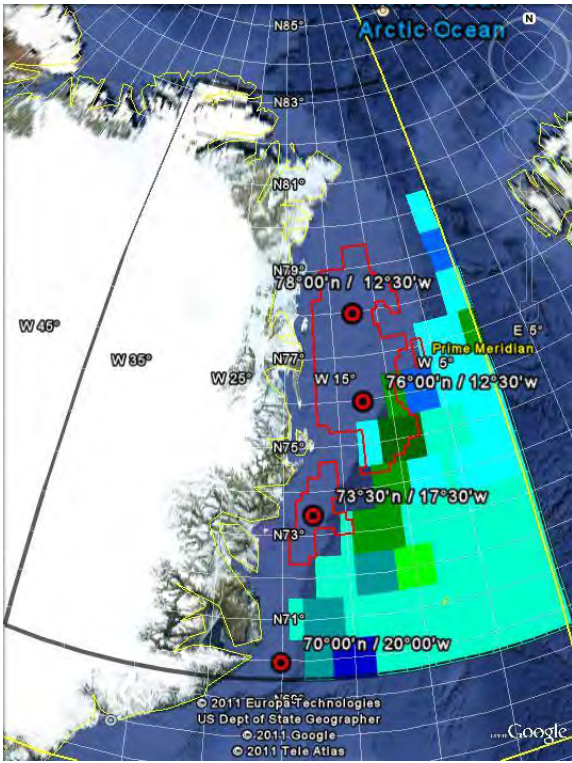 Arctic Ocean
N
N85°
N83°
N81°
N79°
78°00'n / 12°30'w
W 45°
W 35°
E 5°
Prime Meridian
N77°
W 25°
W 15°
W 5°
76°00'n / 12°30'w
N75°
73°30'n / 17°30'w
N73°
N71°
70°00'n / 20°00'w
© 2011 Europa Technologies
US Dept of State Geographer
© 2011 Google
© 2011 Tele Atlas
Google